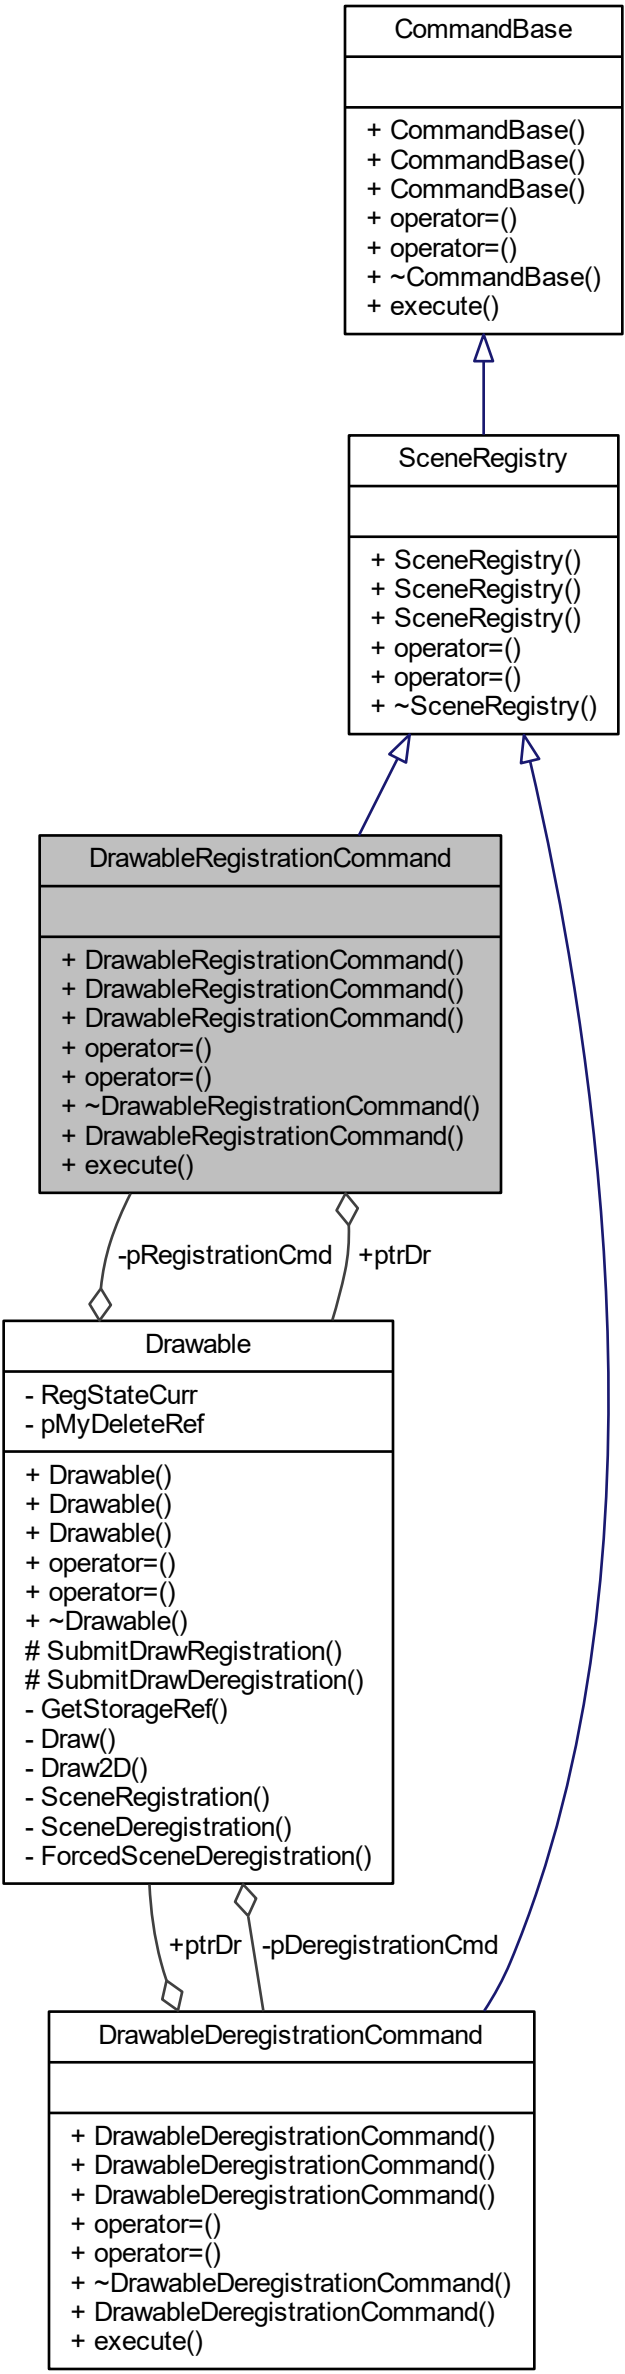 CommandBase
+ CommandBase()
+ CommandBase()
+ CommandBase()
+ operator=()
+ operator=()
+ ~CommandBase()
+ execute()
SceneRegistry
+ SceneRegistry()
+ SceneRegistry()
+ SceneRegistry()
+ operator=()
+ operator=()
+ ~SceneRegistry()
DrawableRegistrationCommand
+ DrawableRegistrationCommand()
+ DrawableRegistrationCommand()
+ DrawableRegistrationCommand()
+ operator=()
+ operator=()
+ ~DrawableRegistrationCommand()
+ DrawableRegistrationCommand()
+ execute()
-pRegistrationCmd
+ptrDr
Drawable
- RegStateCurr
- pMyDeleteRef
+ Drawable()
+ Drawable()
+ Drawable()
+ operator=()
+ operator=()
+ ~Drawable()
# SubmitDrawRegistration()
# SubmitDrawDeregistration()
- GetStorageRef()
- Draw()
- Draw2D()
- SceneRegistration()
- SceneDeregistration()
- ForcedSceneDeregistration()
+ptrDr
-pDeregistrationCmd
DrawableDeregistrationCommand
+ DrawableDeregistrationCommand()
+ DrawableDeregistrationCommand()
+ DrawableDeregistrationCommand()
+ operator=()
+ operator=()
+ ~DrawableDeregistrationCommand()
+ DrawableDeregistrationCommand()
+ execute()